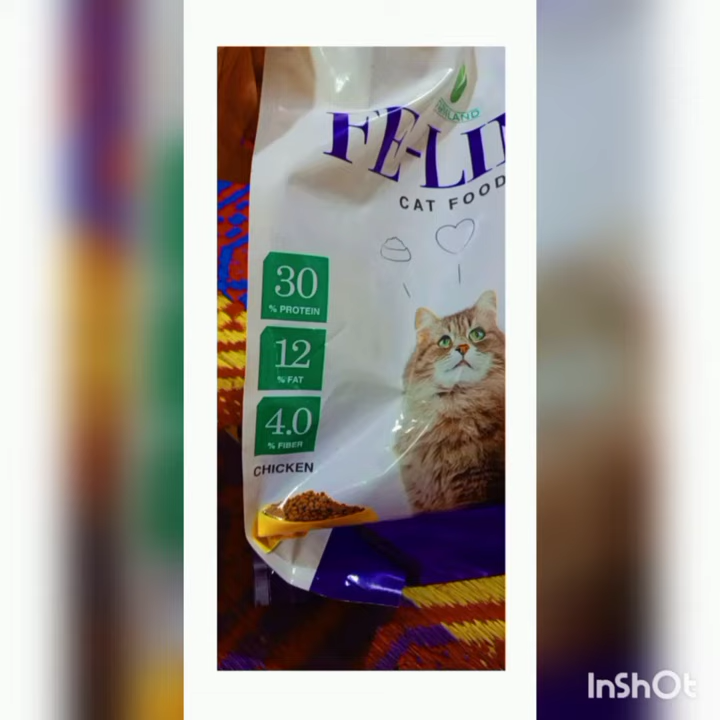 FE-LI
CAT FOOD
30
% PROTEIN
12
% FAT
4.0
% FIBER
CHICKEN
InShOt